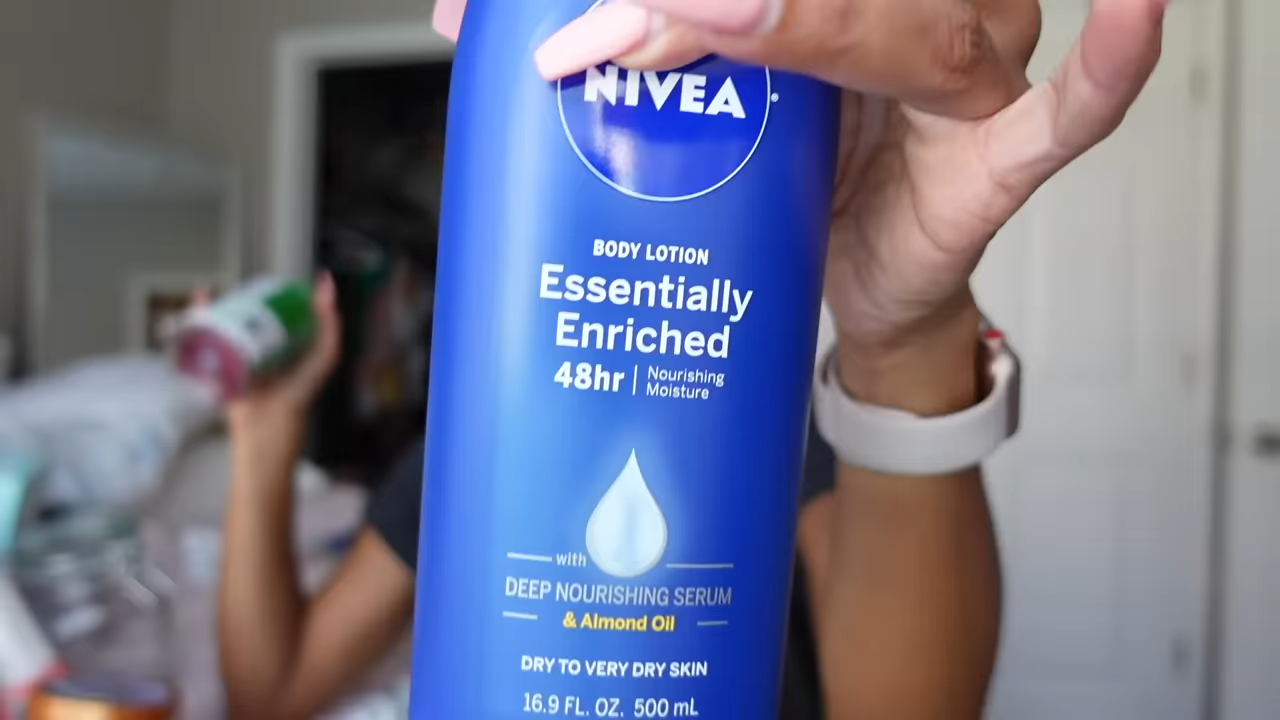 NIVEA
BODY LOTION
Essentially
Enriched
48hr | Nourishing
Moisture
with
DEEP NOURISHING SERUM
& Almond Oil
DRY TO VERY DRY SKIN
16.9 FL. OZ. 500 mL